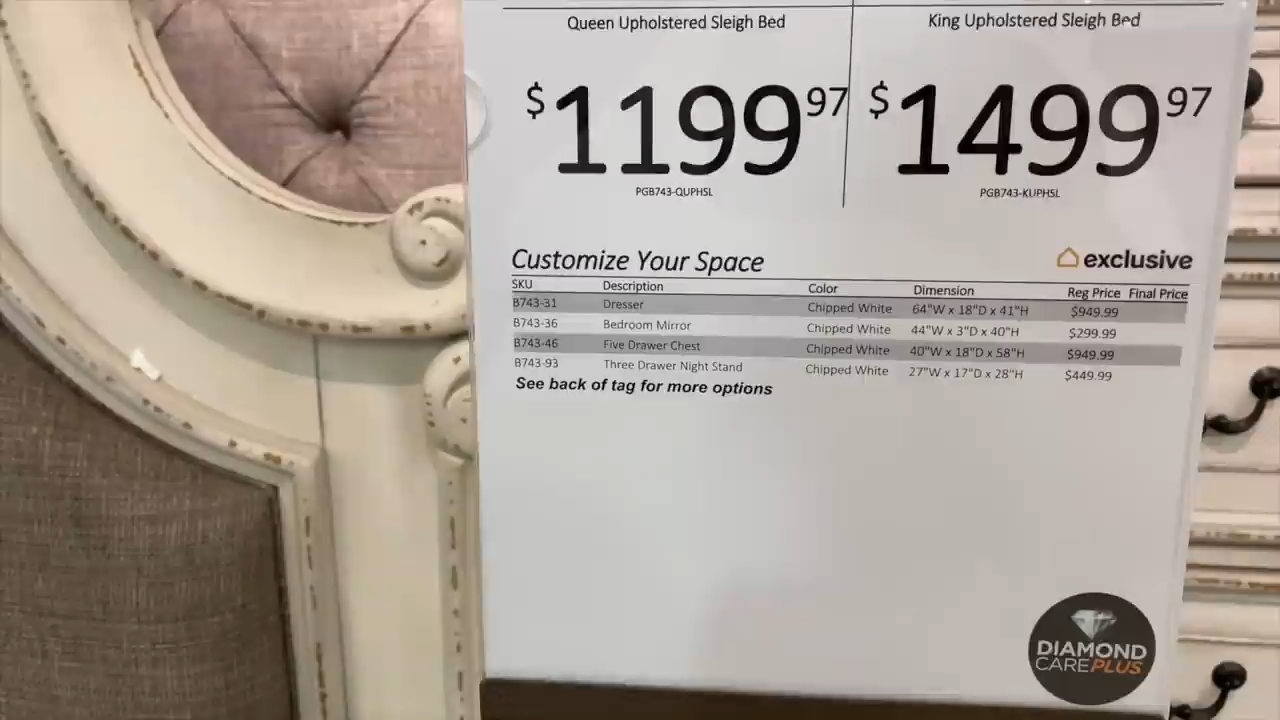 Queen Upholstered Sleigh Bed
King Upholstered Sleigh Bed
$1199 97
$1499 97
PGB743-QUPHSL
PGB743-KUPHSL
Customize Your Space
exclusive
SKU Description Color Dimension Reg Price Final Price
B743-31 Dresser Chipped White 64"W x 18"D x 41"H $949.99
B743-36 Bedroom Mirror Chipped White 44"W x 3"D x 40"H $299.99
B743-46 Five Drawer Chest Chipped White 40"W x 18"D x 58"H $949.99
B743-93 Three Drawer Night Stand Chipped White 27"W x 17"D x 28"H $449.99
See back of tag for more options
DIAMOND
CARE PLUS